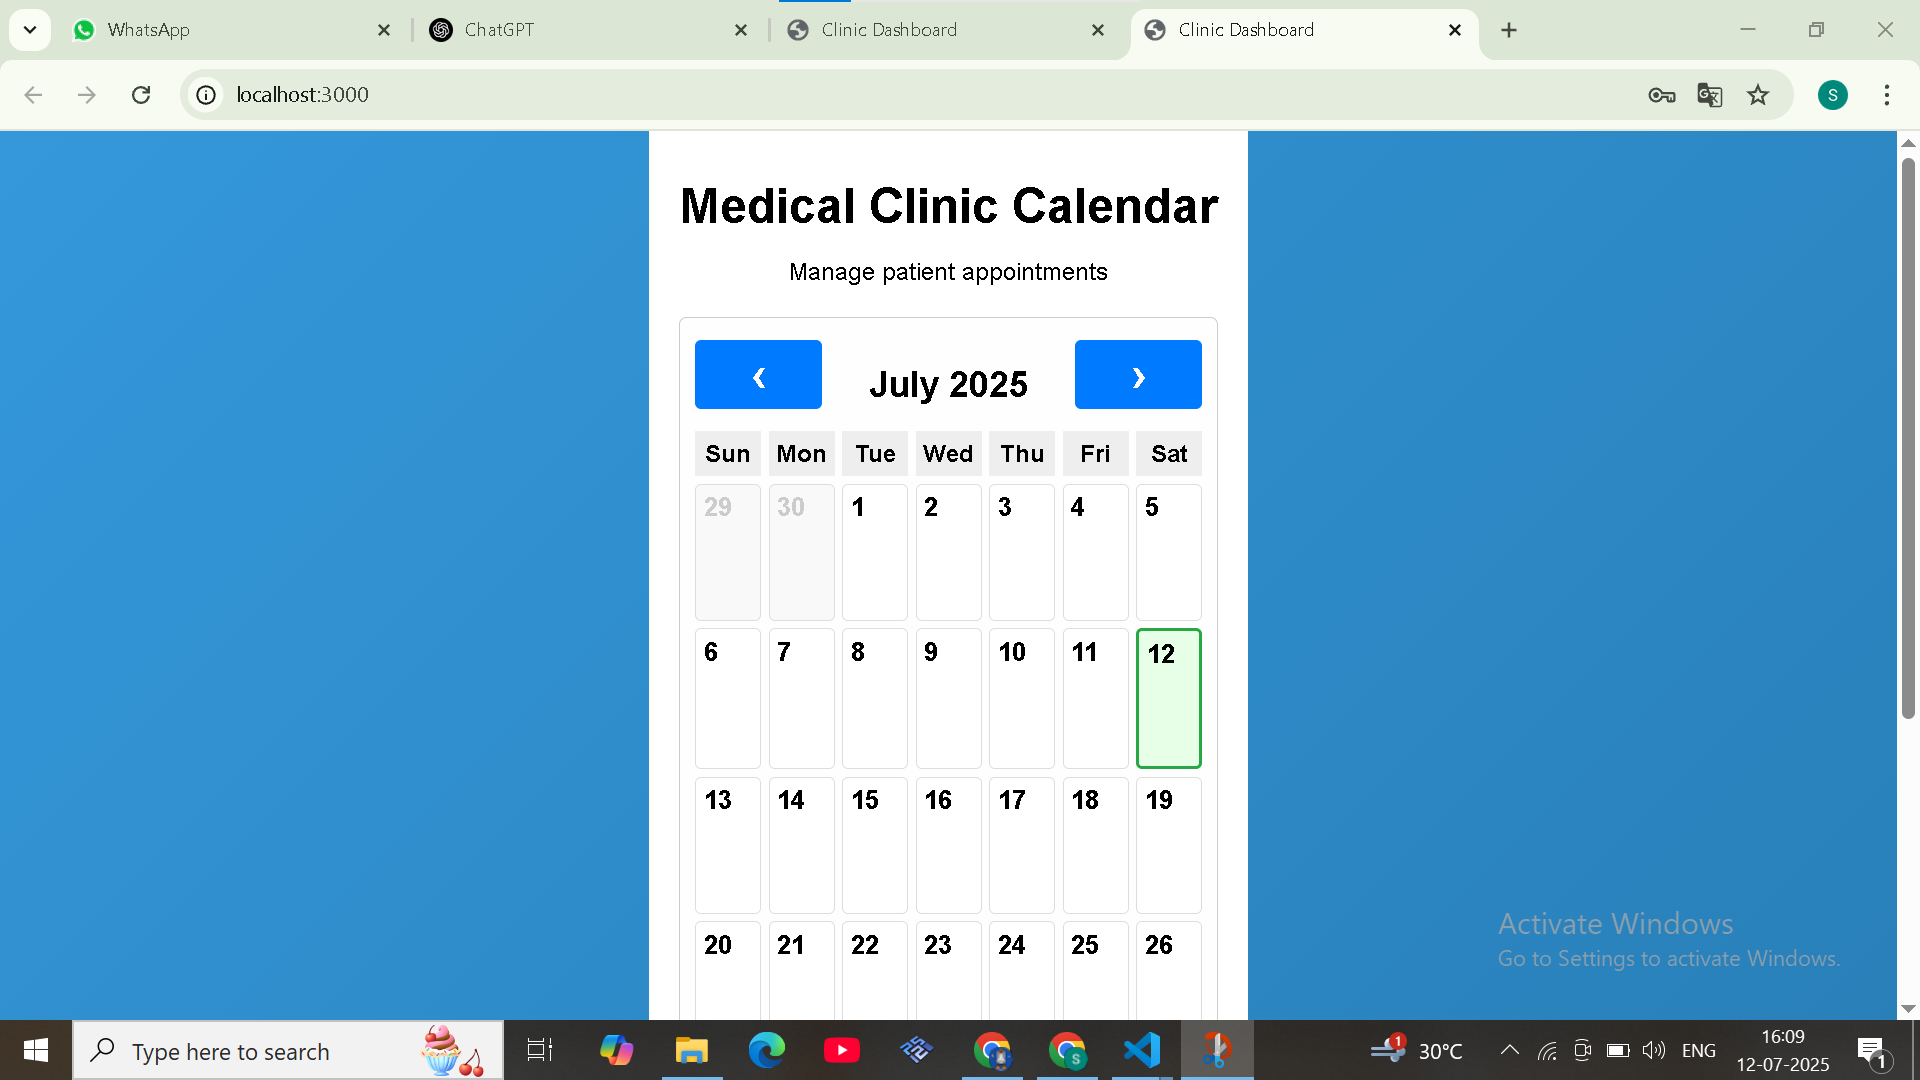 WhatsApp
ChatGPT
Clinic Dashboard
Clinic Dashboard
localhost:3000
S
Medical Clinic Calendar
Manage patient appointments
❮
July 2025
❯
Sun Mon Tue Wed Thu Fri Sat
29 30 1 2 3 4 5
6 7 8 9 10 11 12
13 14 15 16 17 18 19
20 21 22 23 24 25 26
Activate Windows
Go to Settings to activate Windows.
Type here to search
S
1
30°C
ENG
16:09
12-07-2025
1